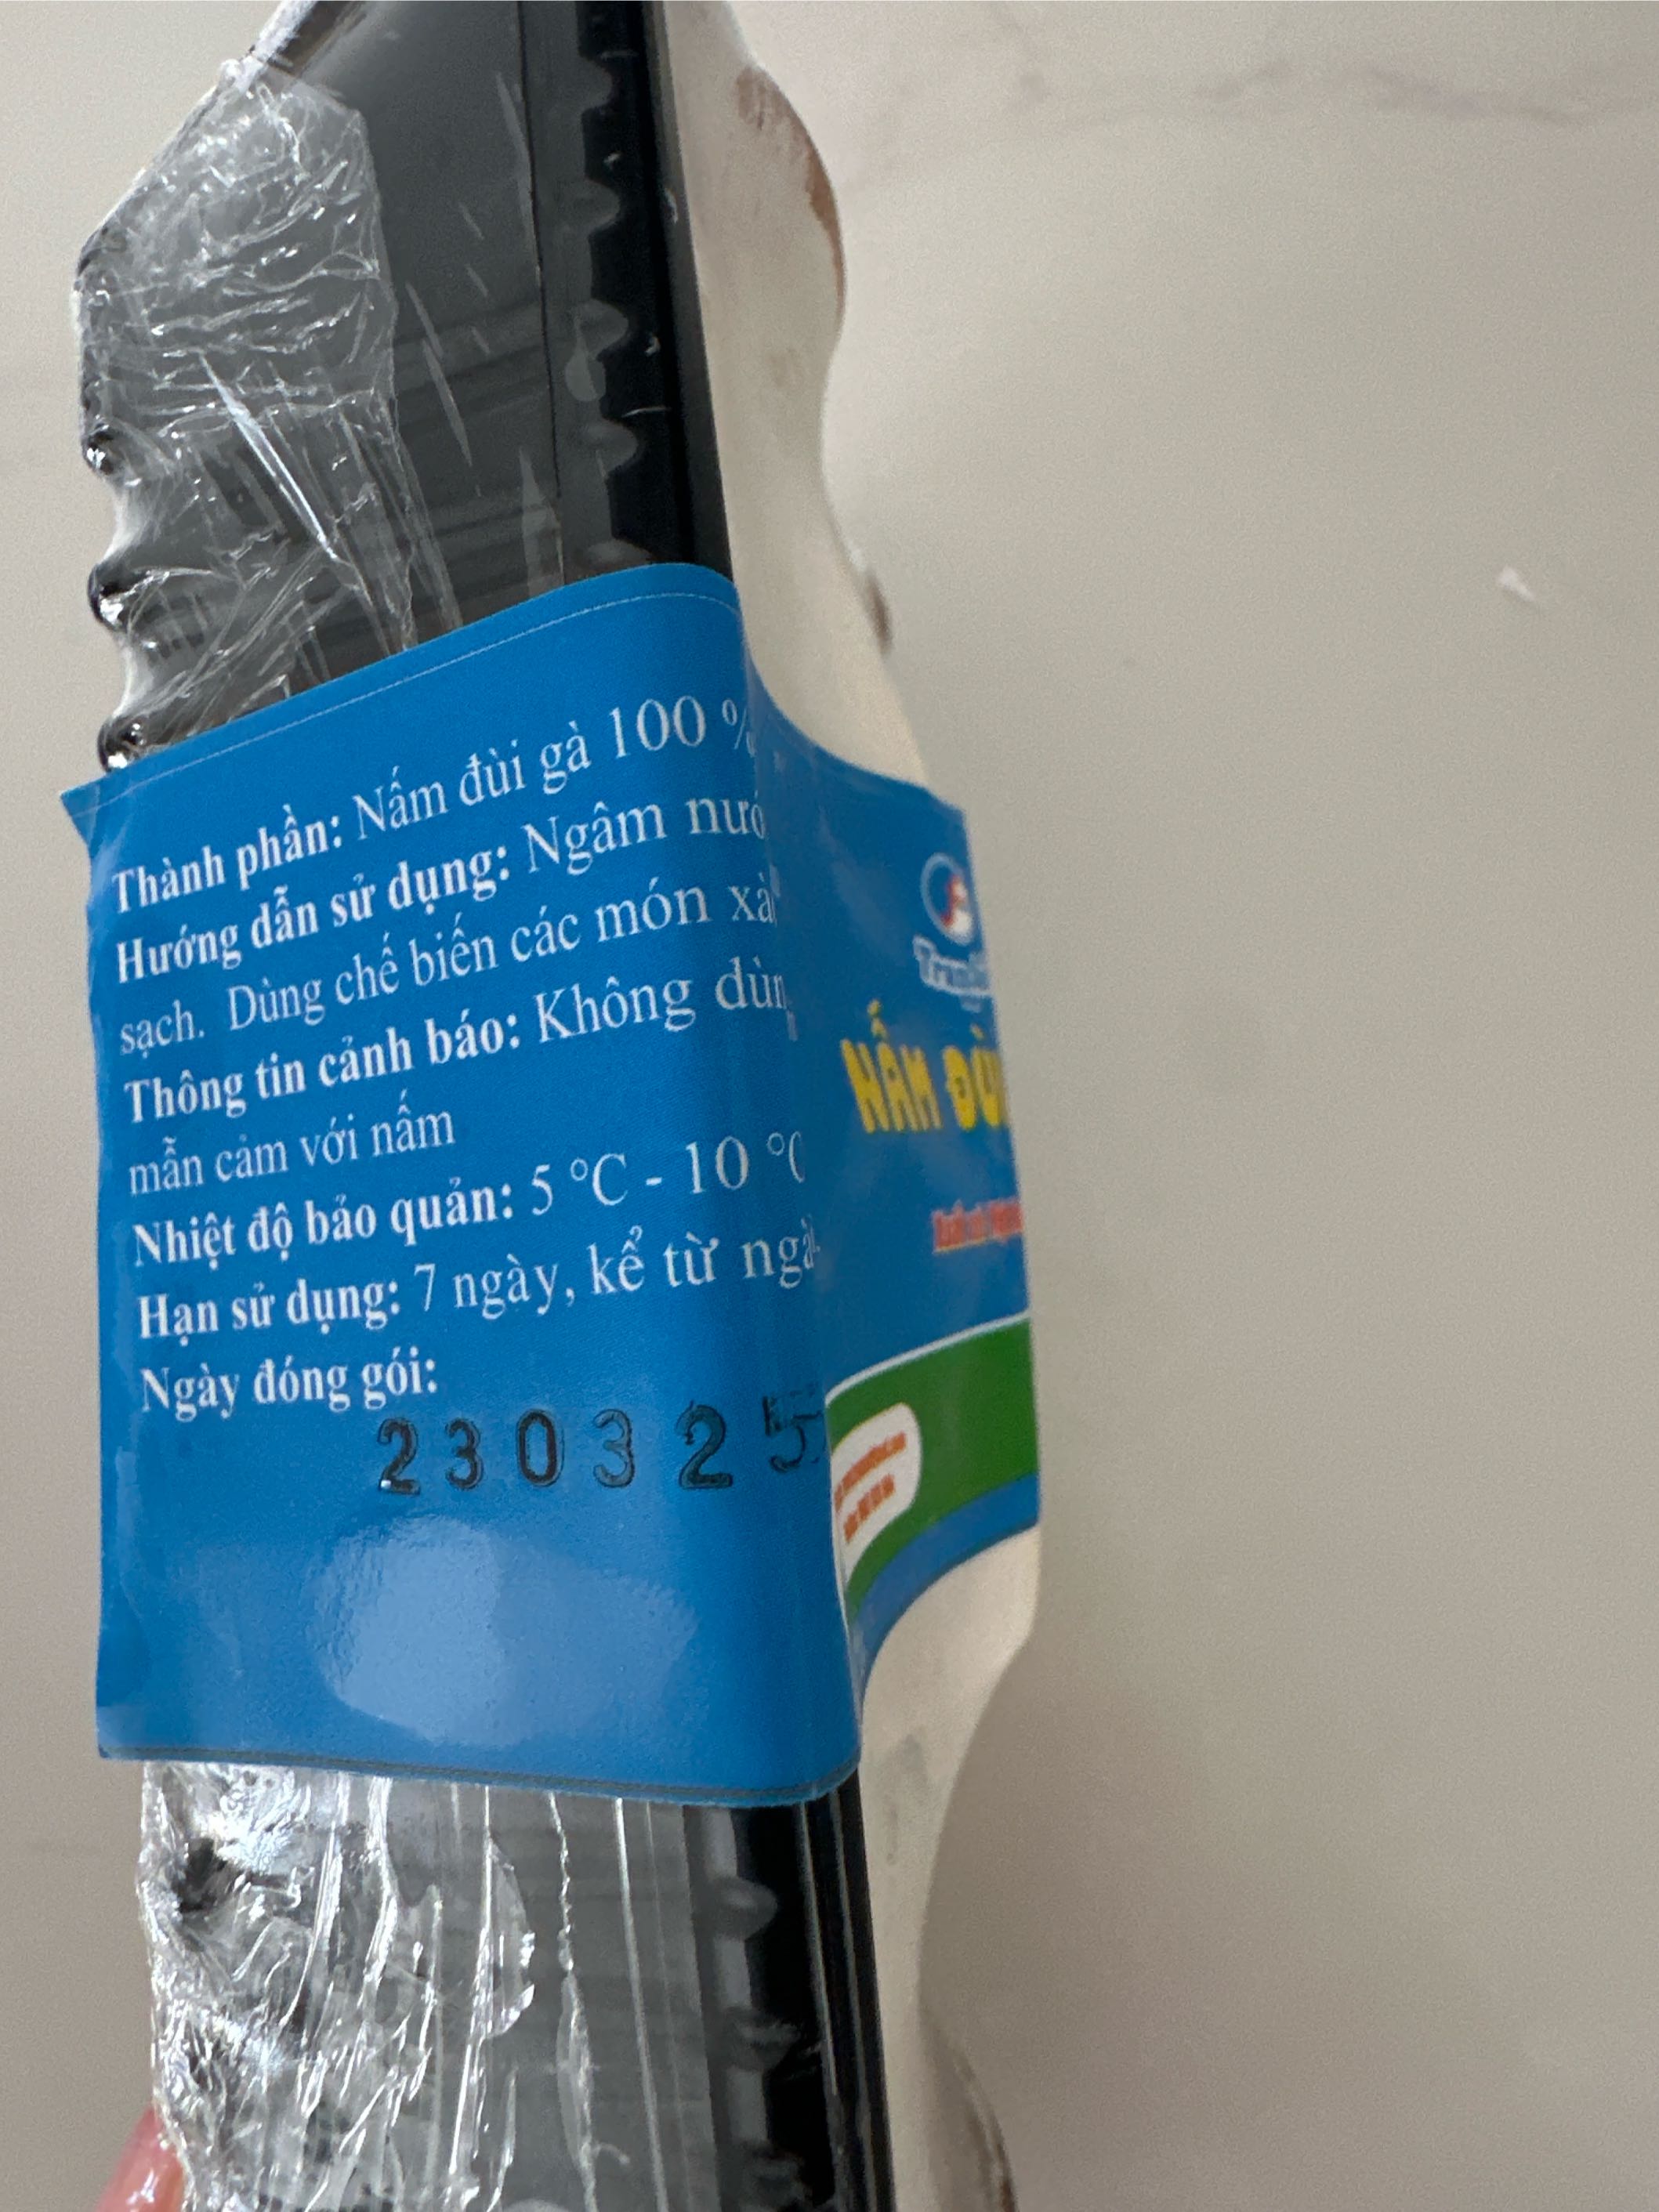 Thành phần: Nấm đùi gà 100 %
Hướng dẫn sử dụng: Ngâm
sạch. Dùng chế biến các món
Thông tin cảnh báo: Không
mẫn cảm với nấm
Nhiệt độ bảo quản: 5 °C - 10 °C
Hạn sử dụng: 7 ngày, kể từ
Ngày đóng gói:
230325
NẤM